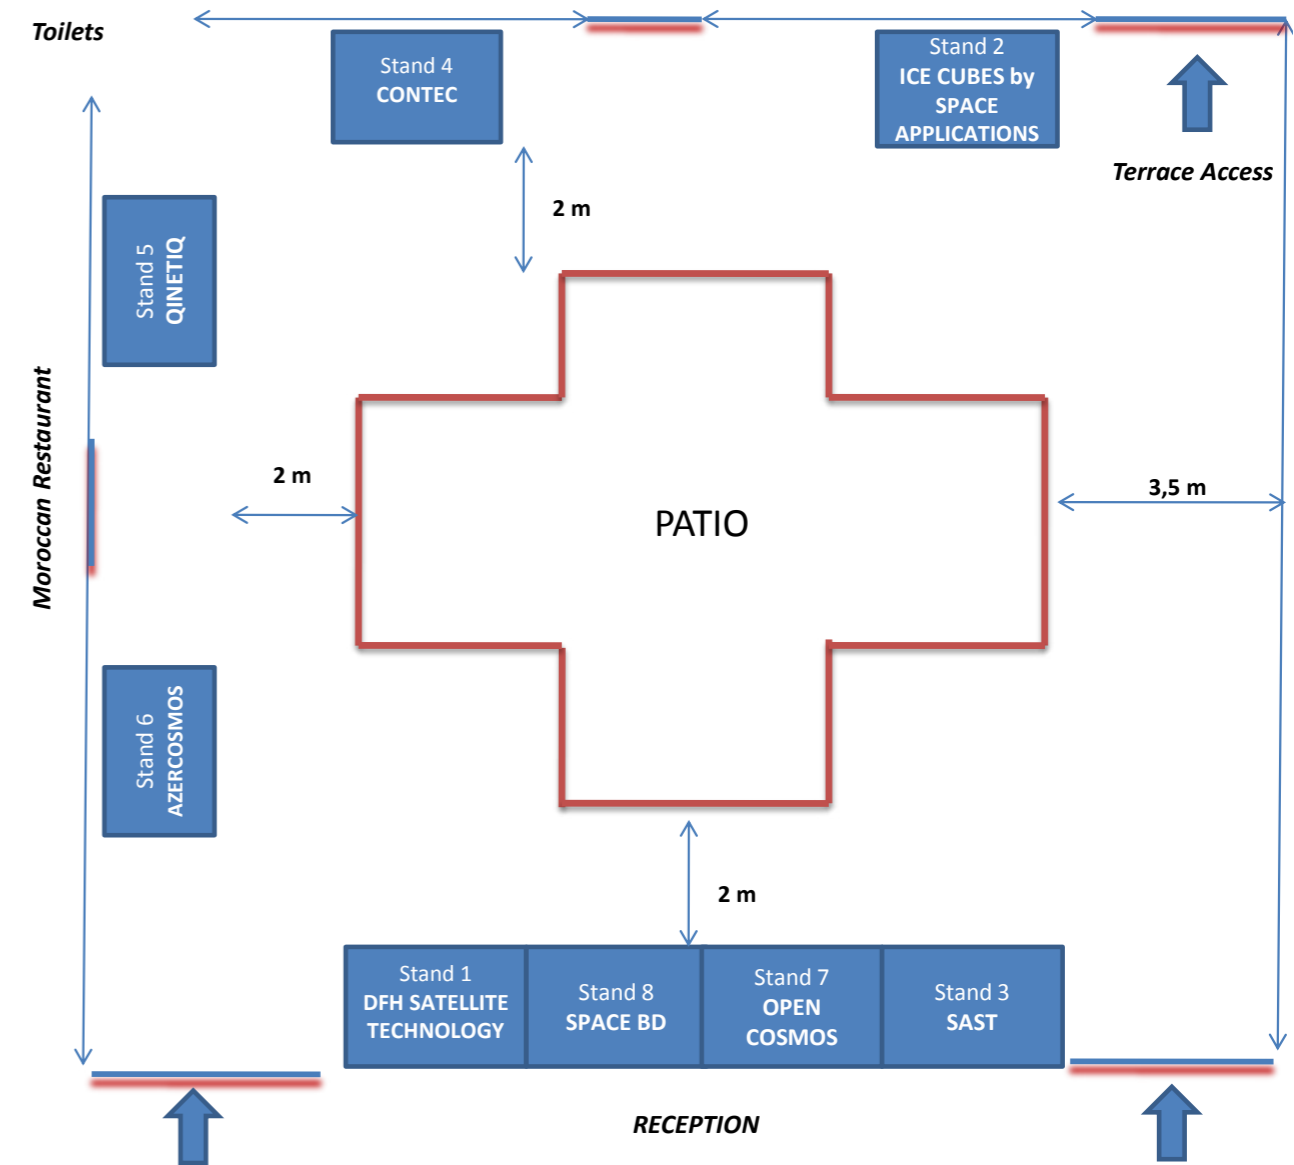 Toilets
Stand 4
CONTEC
Stand 2
ICE CUBES by
SPACE
APPLICATIONS
Terrace Access
2 m
Stand 5
QINETIQ
Moroccan Restaurant
2 m
PATIO
3,5 m
Stand 6
AZERCOSMOS
2 m
Stand 1
DFH SATELLITE
TECHNOLOGY
Stand 8
SPACE BD
Stand 7
OPEN
COSMOS
Stand 3
SAST
RECEPTION